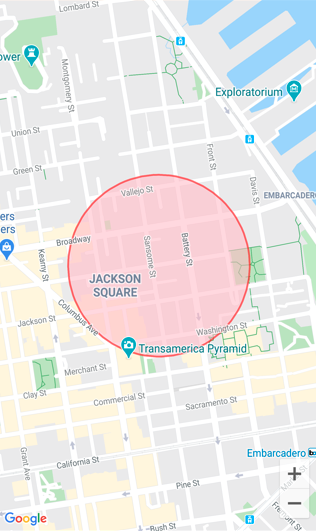 Lombard St
ower
Montgomery St
Exploratorium
Union St
Front St
Green St
Davis St
Vallejo St
EMBARCADERO
ers
ers
Broadway
Sansome St
Battery St
Kearny St
JACKSON
SQUARE
Columbus Ave
Jackson St
Washington St
Transamerica Pyramid
Merchant St
Clay St
Commercial St
Sacramento St
Grant Ave
Embarcadero
California St
Pine St
Fremont St
Bush St
Google